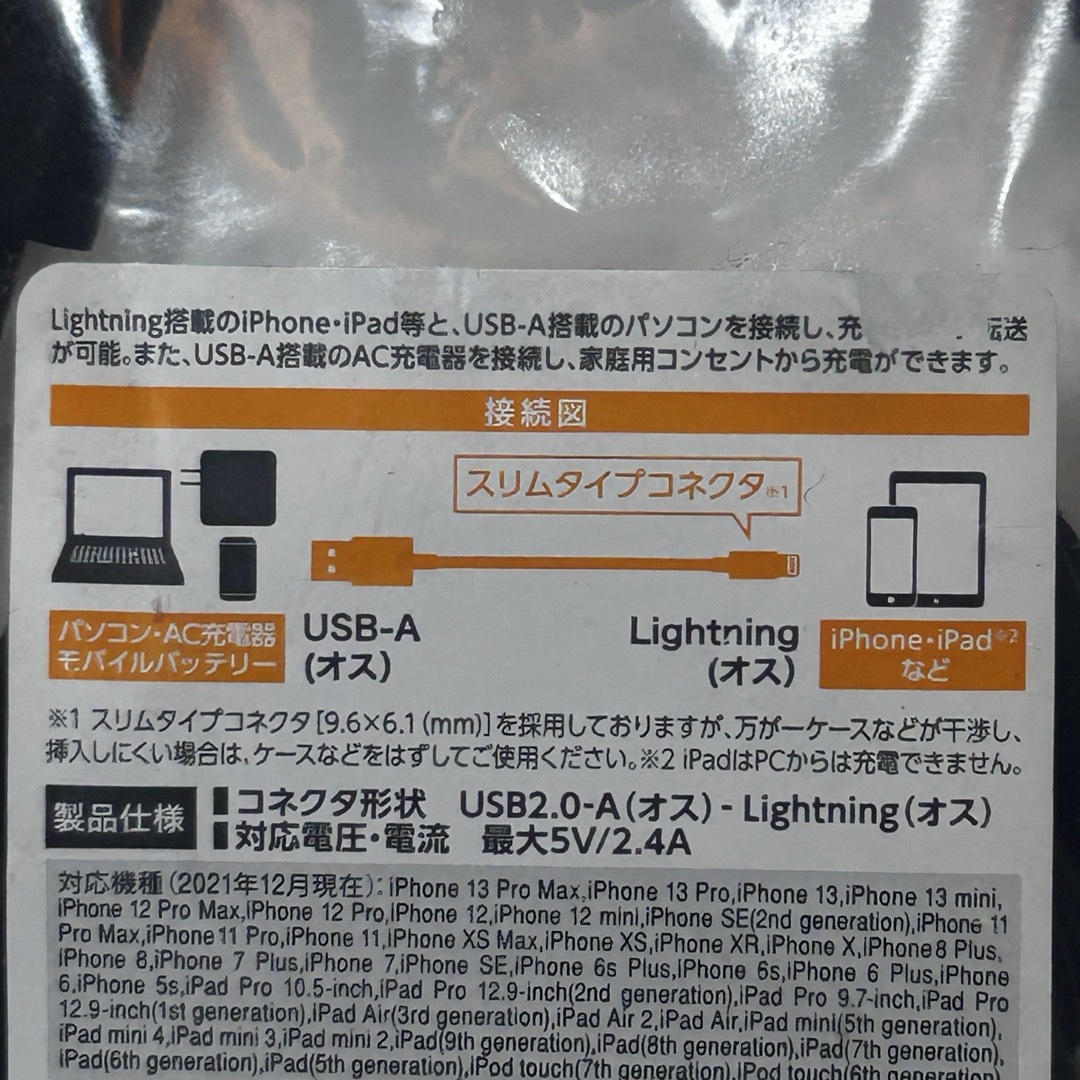 Lightning搭載のiPhone・iPad等と、USB-A搭載のパソコンを接続し、充 転送
が可能。また、USB-A搭載のAC充電器を接続し、家庭用コンセントから充電ができます。
接続図
スリムタイプコネクタ※1
パソコン・AC充電器
モバイルバッテリー
USB-A
(オス)
Lightning
(オス)
iPhone・iPad※2
など
※1 スリムタイプコネクタ[9.6×6.1(mm)]を採用しておりますが、万が一ケースなどが干渉し、
挿入しにくい場合は、ケースなどをはずしてご使用ください。※2 iPadはPCからは充電できません。
製品仕様
コネクタ形状 USB2.0-A(オス) - Lightning(オス)
対応電圧・電流 最大5V/2.4A
対応機種(2021年12月現在):iPhone 13 Pro Max,iPhone 13 Pro,iPhone 13,iPhone 13 mini,
iPhone 12 Pro Max,iPhone 12 Pro,iPhone 12,iPhone 12 mini,iPhone SE(2nd generation),iPhone 11
Pro Max,iPhone 11 Pro,iPhone 11,iPhone XS Max,iPhone XS,iPhone XR,iPhone X,iPhone 8 Plus,
iPhone 8,iPhone 7 Plus,iPhone 7,iPhone SE,iPhone 6s Plus,iPhone 6s,iPhone 6 Plus,iPhone
6,iPhone 5s,iPad Pro 10.5-inch,iPad Pro 12.9-inch(2nd generation),iPad Pro 9.7-inch,iPad Pro
12.9-inch(1st generation),iPad Air(3rd generation),iPad Air 2,iPad Air,iPad mini(5th generation),
iPad mini 4,iPad mini 3,iPad mini 2,iPad(9th generation),iPad(8th generation),iPad(7th generation),
iPad(6th generation),iPad(5th generation),iPod touch(7th generation),iPod touch(6th generation)